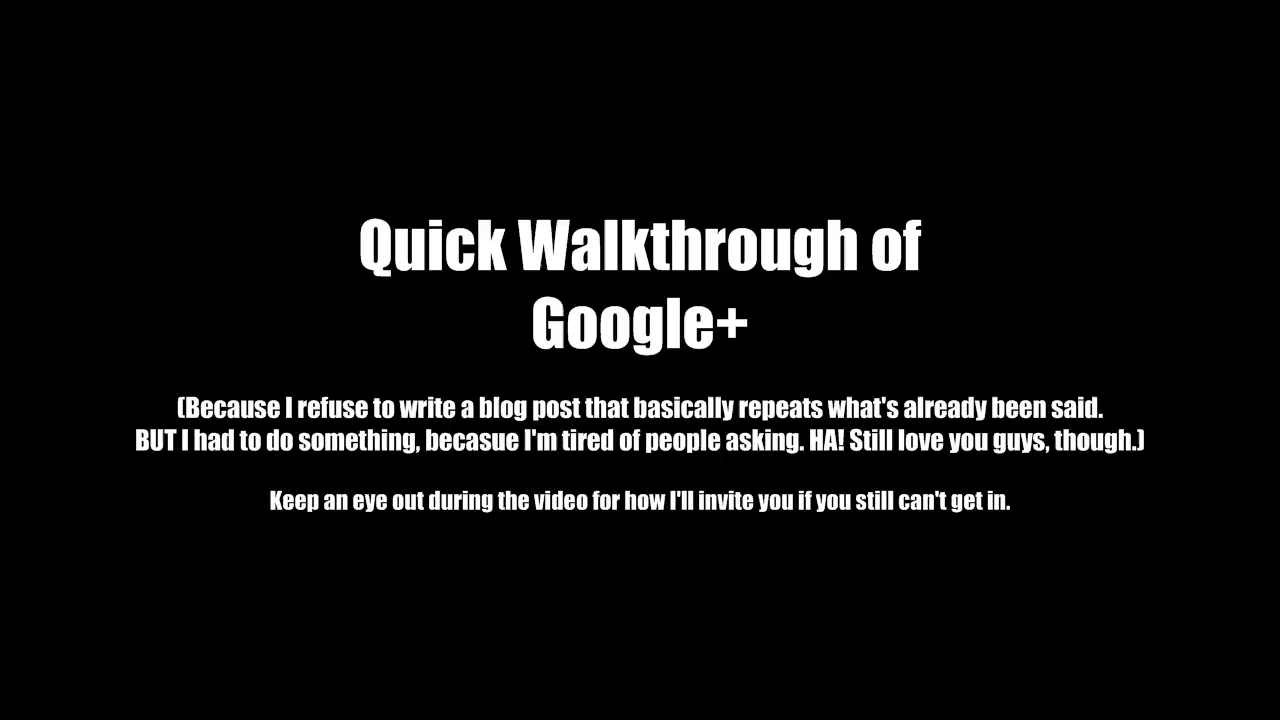 Quick Walkthrough of
Google+
(Because I refuse to write a blog post that basically repeats what's already been said.
BUT I had to do something, becasue I'm tired of people asking. HA! Still love you guys, though.)
Keep an eye out during the video for how I'll invite you if you still can't get in.